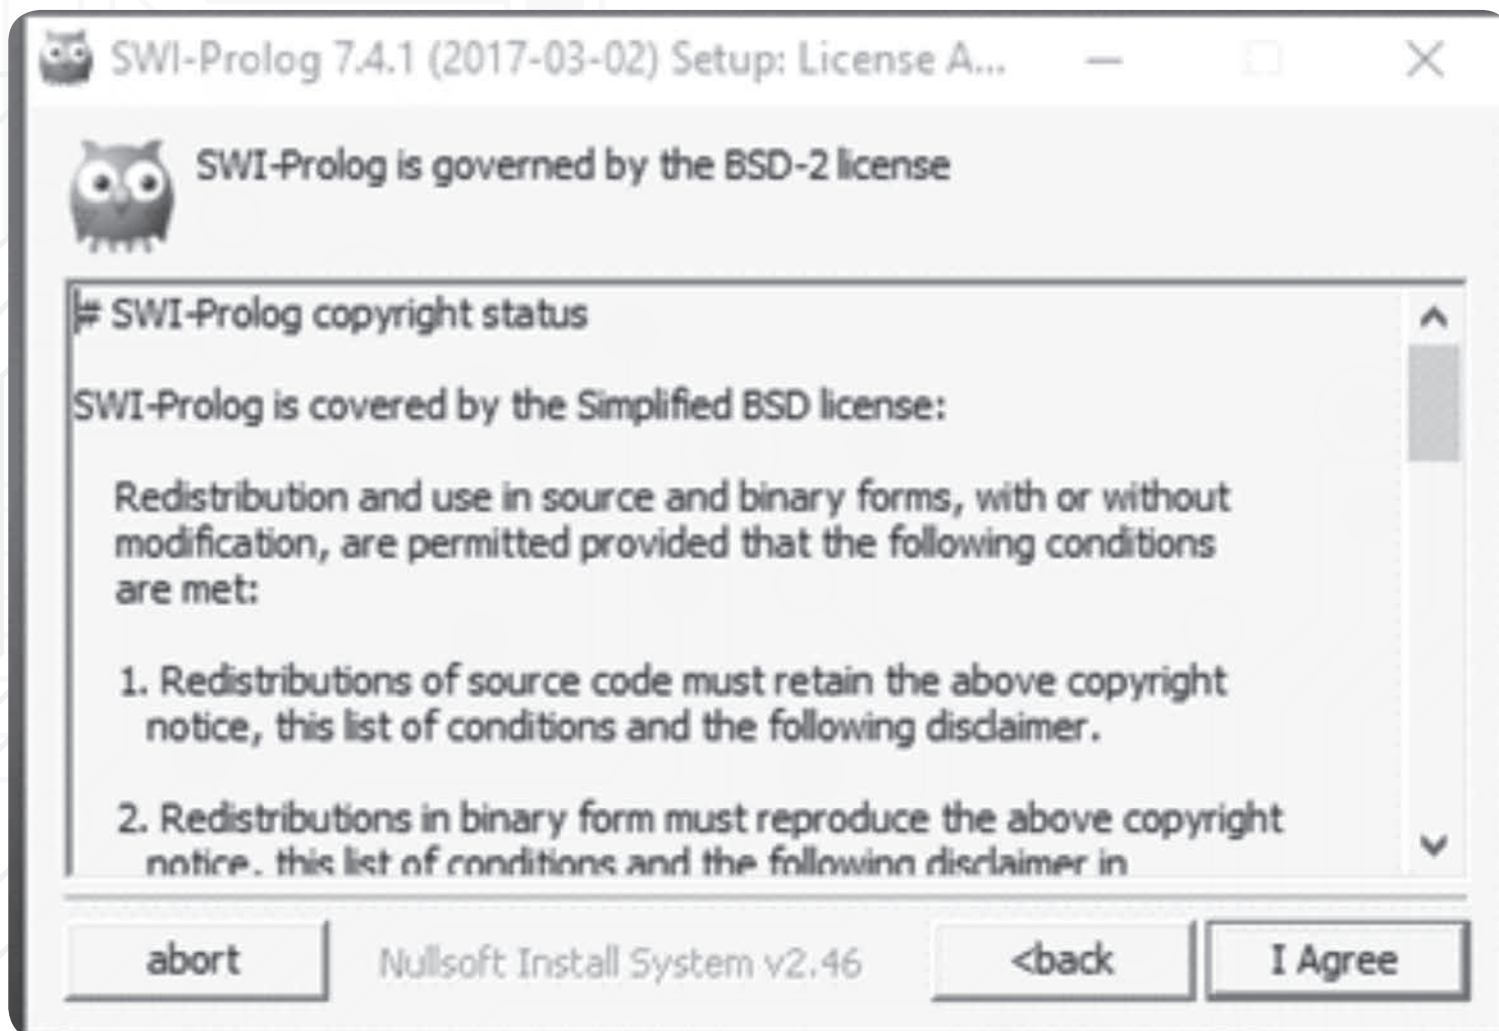 SWI-Prolog 7.4.1 (2017-03-02) Setup: License A...
SWI-Prolog is governed by the BSD-2 license
# SWI-Prolog copyright status
SWI-Prolog is covered by the Simplified BSD license:
Redistribution and use in source and binary forms, with or without
modification, are permitted provided that the following conditions
are met:
1. Redistributions of source code must retain the above copyright
notice, this list of conditions and the following disclaimer.
2. Redistributions in binary form must reproduce the above copyright
notice, this list of conditions and the following disclaimer in
abort
Nullsoft Install System v2.46
<back
I Agree